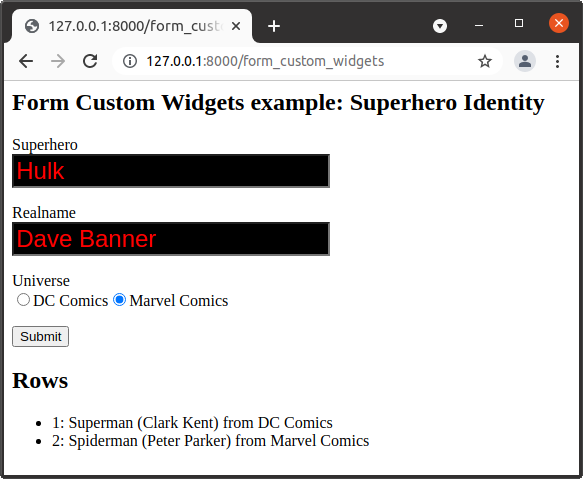 127.0.0.1:8000/form_cust
127.0.0.1:8000/form_custom_widgets
Form Custom Widgets example: Superhero Identity
Superhero
Hulk
Realname
Dave Banner
Universe
DC Comics Marvel Comics
Submit
Rows
1: Superman (Clark Kent) from DC Comics
2: Spiderman (Peter Parker) from Marvel Comics